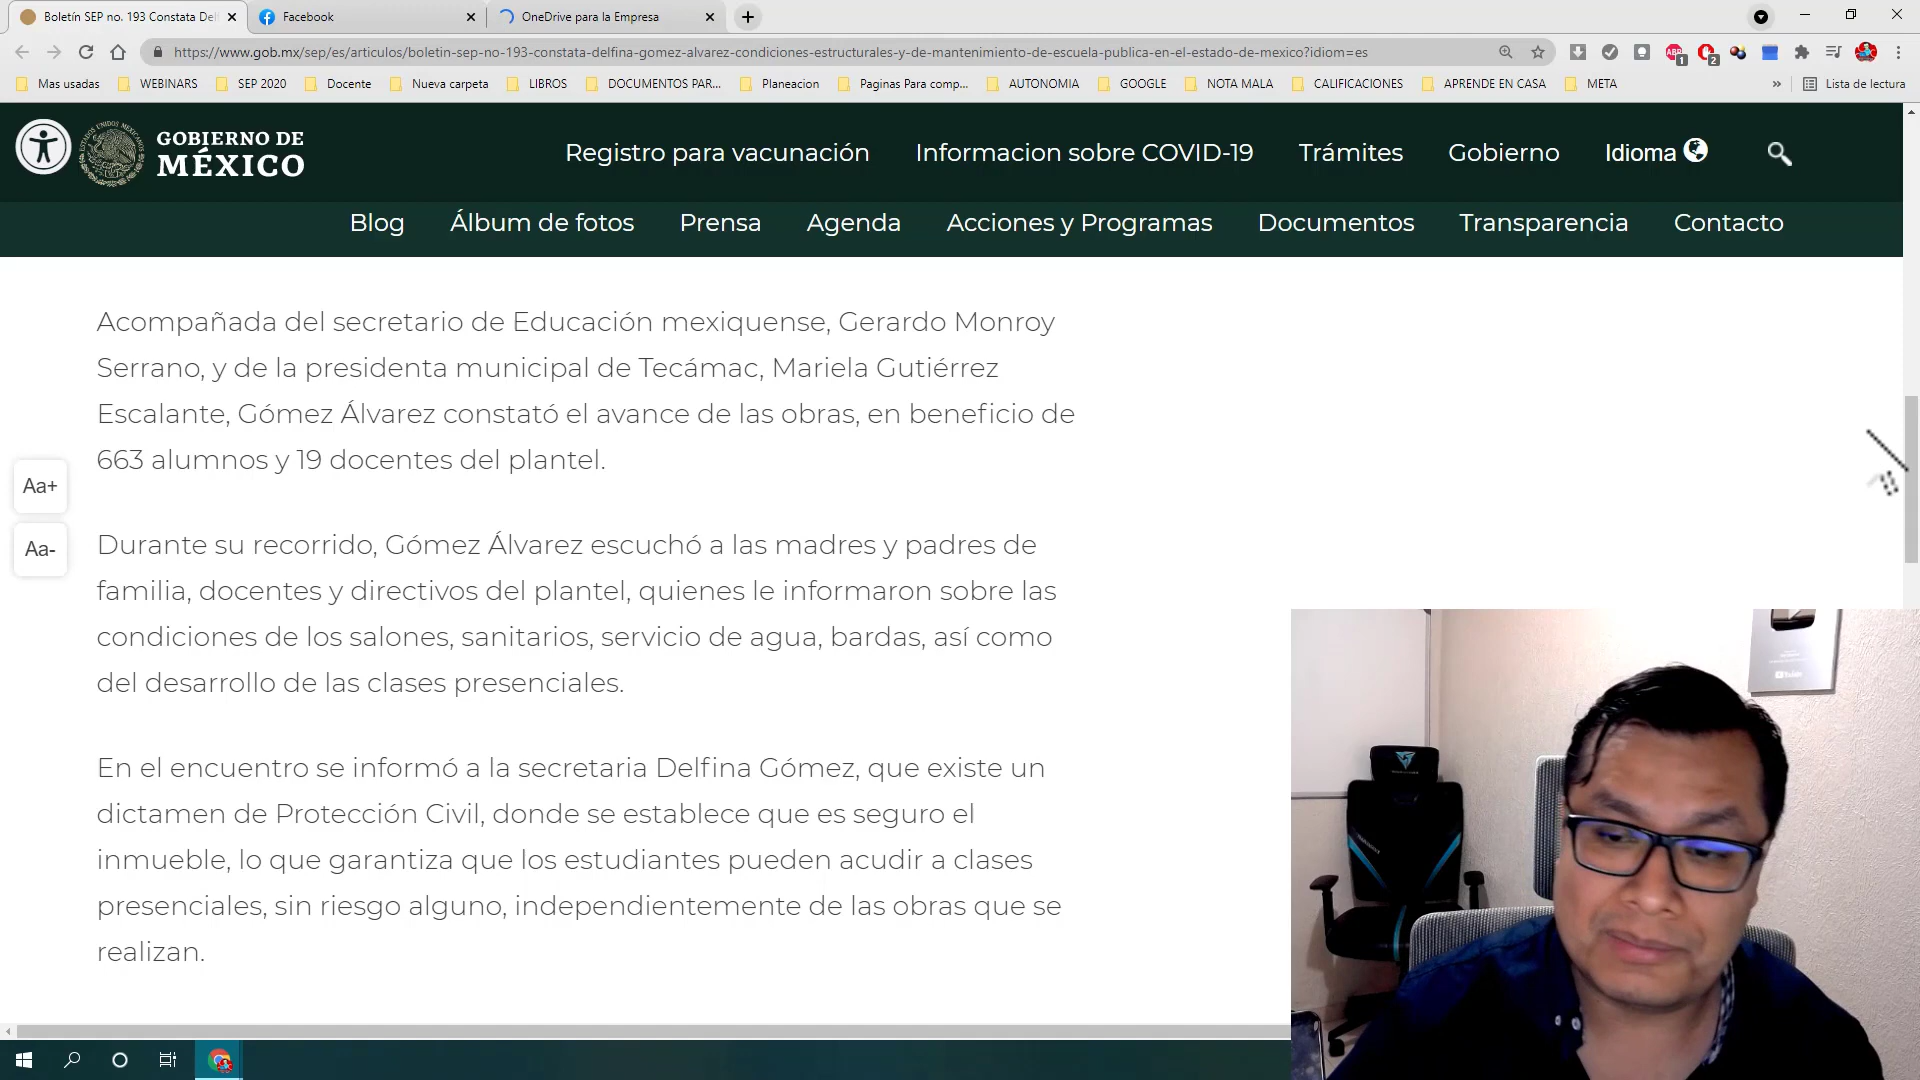 Boletín SEP no. 193 Constata Del
Facebook
OneDrive para la Empresa
https://www.gob.mx/sep/es/articulos/boletin-sep-no-193-constata-delfina-gomez-alvarez-condiciones-estructurales-y-de-mantenimiento-de-escuela-publica-en-el-estado-de-mexico?idiom=es
ABP
1
2
Mas usadas
WEBINARS
SEP 2020
Docente
Nueva carpeta
LIBROS
DOCUMENTOS PAR...
Planeacion
Paginas Para comp...
AUTONOMIA
GOOGLE
NOTA MALA
CALIFICACIONES
APRENDE EN CASA
META
»
Lista de lectura
GOBIERNO DE
MÉXICO
Registro para vacunación
Informacion sobre COVID-19
Trámites
Gobierno
Idioma
Blog
Álbum de fotos
Prensa
Agenda
Acciones y Programas
Documentos
Transparencia
Contacto
Acompañada del secretario de Educación mexiquense, Gerardo Monroy
Serrano, y de la presidenta municipal de Tecámac, Mariela Gutiérrez
Escalante, Gómez Álvarez constató el avance de las obras, en beneficio de
663 alumnos y 19 docentes del plantel.
Aa+
Aa-
Durante su recorrido, Gómez Álvarez escuchó a las madres y padres de
familia, docentes y directivos del plantel, quienes le informaron sobre las
condiciones de los salones, sanitarios, servicio de agua, bardas, así como
del desarrollo de las clases presenciales.
En el encuentro se informó a la secretaria Delfina Gómez, que existe un
dictamen de Protección Civil, donde se establece que es seguro el
inmueble, lo que garantiza que los estudiantes pueden acudir a clases
presenciales, sin riesgo alguno, independientemente de las obras que se
realizan.